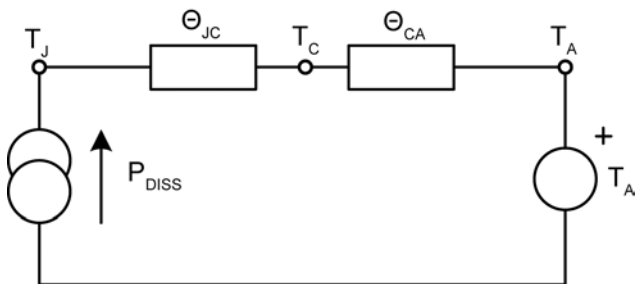 Θ_JC
T_J
T_C
Θ_CA
T_A
P_DISS
+
T_A